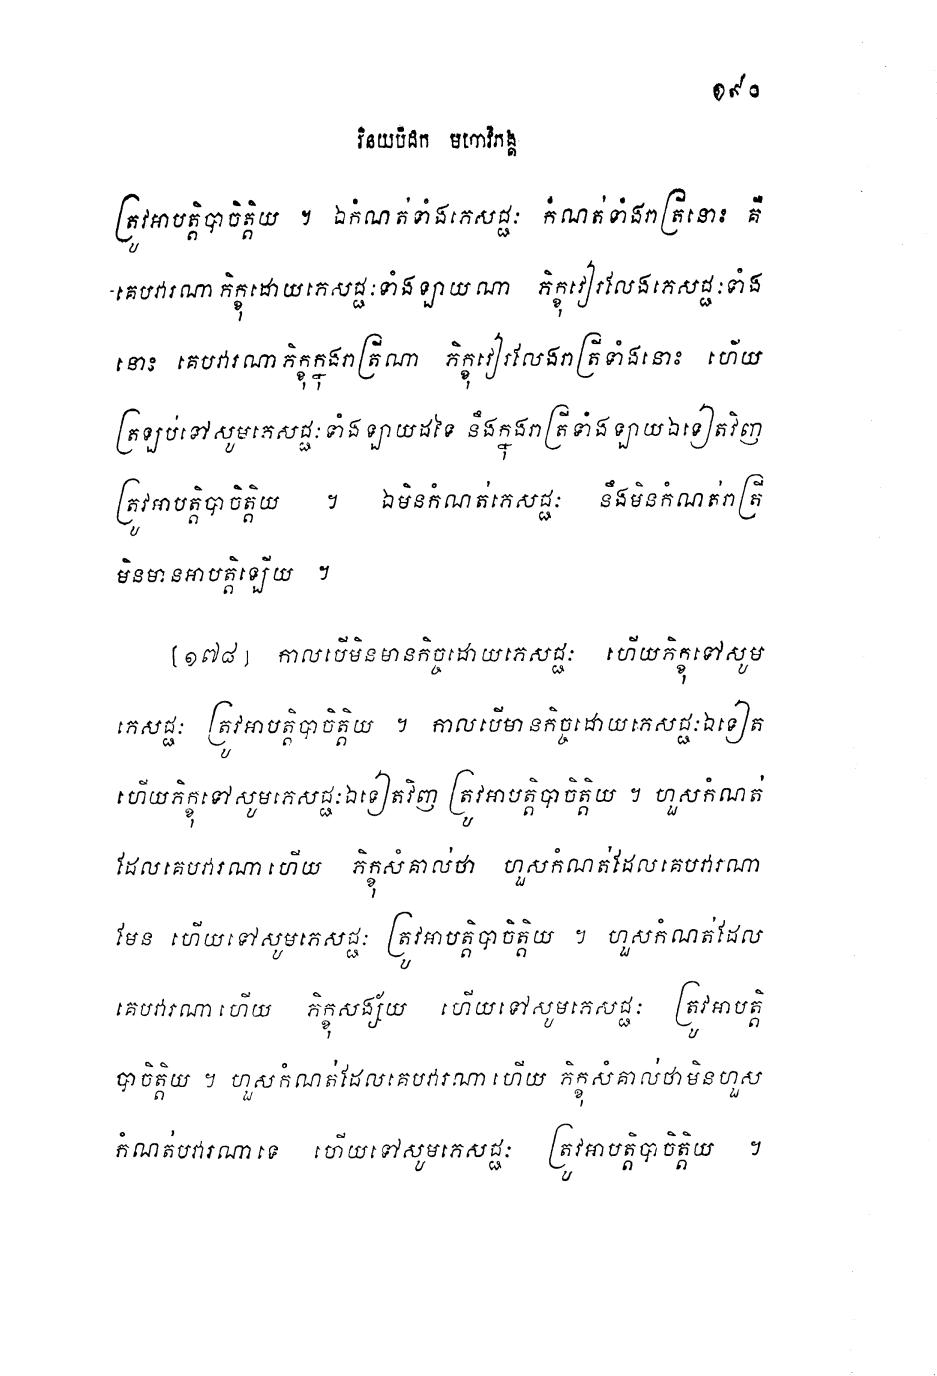 ១៩០
វិនយបិដក មហាវិភង្គ
ត្រូវអាបត្តិបាចិត្តិយ ។ ឯកំណត់ទាំងភេសជ្ជៈ កំណត់ទាំងរាត្រីនោះ គឺ
គេបវារណាភិក្ខុដោយភេសជ្ជៈទាំងឡាយណា ភិក្ខុវៀរលែងភេសជ្ជៈទាំង
នោះ គេបវារណាភិក្ខុក្នុងរាត្រីណា ភិក្ខុវៀរលែងរាត្រីទាំងនោះ ហើយ
ត្រឡប់ទៅសូមភេសជ្ជៈទាំងឡាយដទៃ នឹងក្នុងរាត្រីទាំងឡាយឯទៀតវិញ
ត្រូវអាបត្តិបាចិត្តិយ ។ ឯមិនកំណត់ភេសជ្ជៈ នឹងមិនកំណត់រាត្រី
មិនមានអាបត្តិឡើយ ។
[១៧៨] កាលបើមិនមានកិច្ចដោយភេសជ្ជៈ ហើយភិក្ខុទៅសូម
ភេសជ្ជៈ ត្រូវអាបត្តិបាចិត្តិយ ។ កាលបើមានកិច្ចដោយភេសជ្ជៈឯទៀត
ហើយភិក្ខុទៅសូមភេសជ្ជៈឯទៀតវិញ ត្រូវអាបត្តិបាចិត្តិយ ។ ហួសកំណត់
ដែលគេបវារណាហើយ ភិក្ខុសំគាល់ថា ហួសកំណត់ដែលគេបវារណា
មែន ហើយទៅសូមភេសជ្ជៈ ត្រូវអាបត្តិបាចិត្តិយ ។ ហួសកំណត់ដែល
គេបវារណាហើយ ភិក្ខុសង្ស័យ ហើយទៅសូមភេសជ្ជៈ ត្រូវអាបត្តិ
បាចិត្តិយ ។ ហួសកំណត់ដែលគេបវារណាហើយ ភិក្ខុសំគាល់ថាមិនហួស
កំណត់បវារណាទេ ហើយទៅសូមភេសជ្ជៈ ត្រូវអាបត្តិបាចិត្តិយ ។